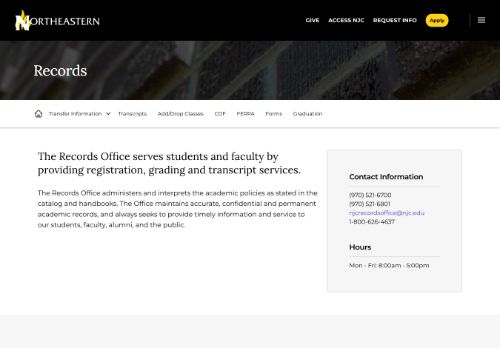 NORTHEASTERN
GIVE ACCESS NJC REQUEST INFO Apply
Records
Transfer Information Transcripts Add/Drop Classes COF FERPA Forms Graduation
The Records Office serves students and faculty by
providing registration, grading and transcript services.
The Records Office administers and interprets the academic policies as stated in the
catalog and handbooks. The Office maintains accurate, confidential and permanent
academic records, and always seeks to provide timely information and service to
our students, faculty, alumni, and the public.
Contact Information
(970) 521-6700
(970) 521-6801
njcrecordsoffice@njc.edu
1-800-626-4637
Hours
Mon - Fri: 8:00am - 5:00pm